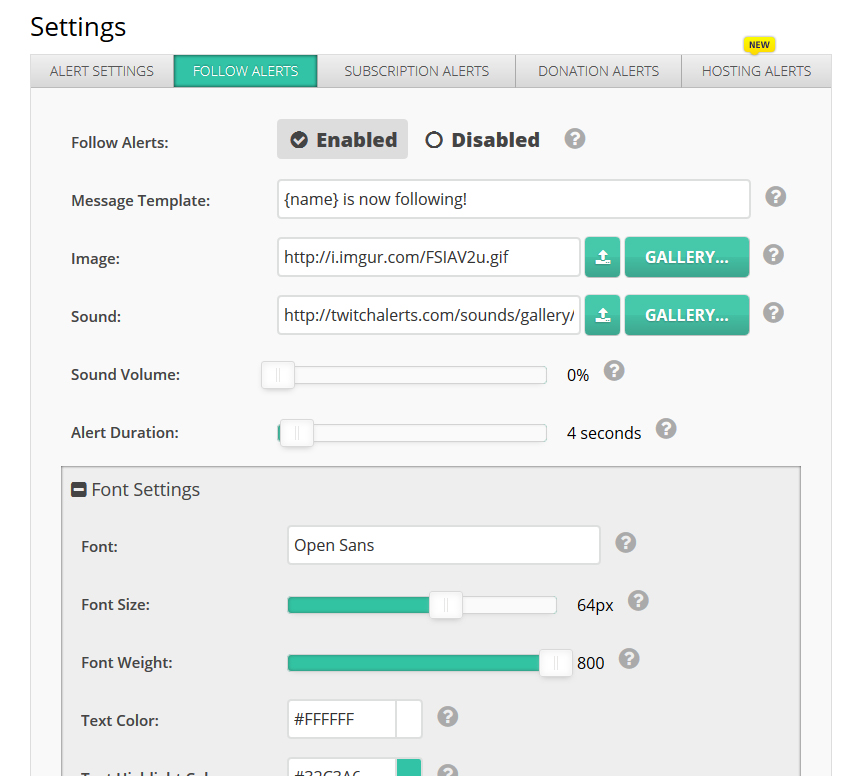 Settings
NEW
ALERT SETTINGS FOLLOW ALERTS SUBSCRIPTION ALERTS DONATION ALERTS HOSTING ALERTS
Follow Alerts: Enabled Disabled ?
Message Template: {name} is now following! ?
Image: http://i.imgur.com/FSIAV2u.gif GALLERY... ?
Sound: http://twitchalerts.com/sounds/gallery/ GALLERY... ?
Sound Volume: 0% ?
Alert Duration: 4 seconds ?
Font Settings
Font: Open Sans ?
Font Size: 64px ?
Font Weight: 800 ?
Text Color: #FFFFFF ?